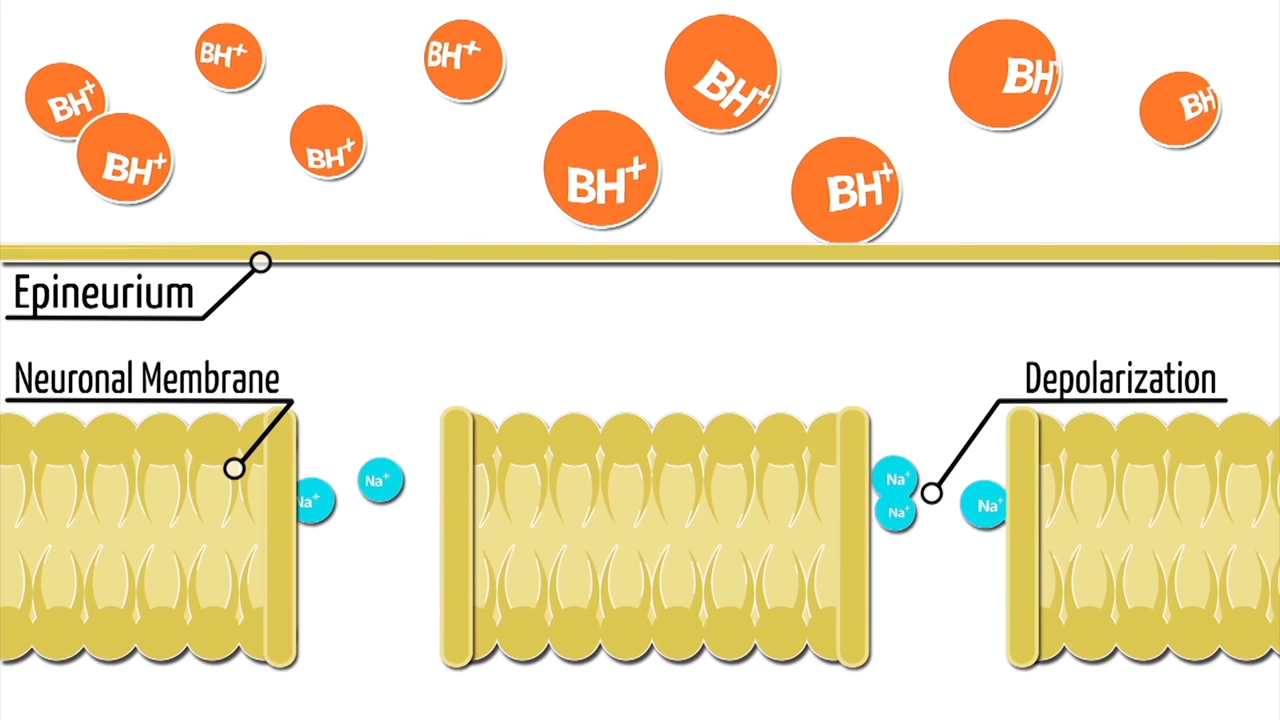 BH+
BH+
BH+
BH+
BH+
BH+
BH+
BH+
BH
BH
Epineurium
Neuronal Membrane
Depolarization
Na+
Na+
Na+
Na+
Na+